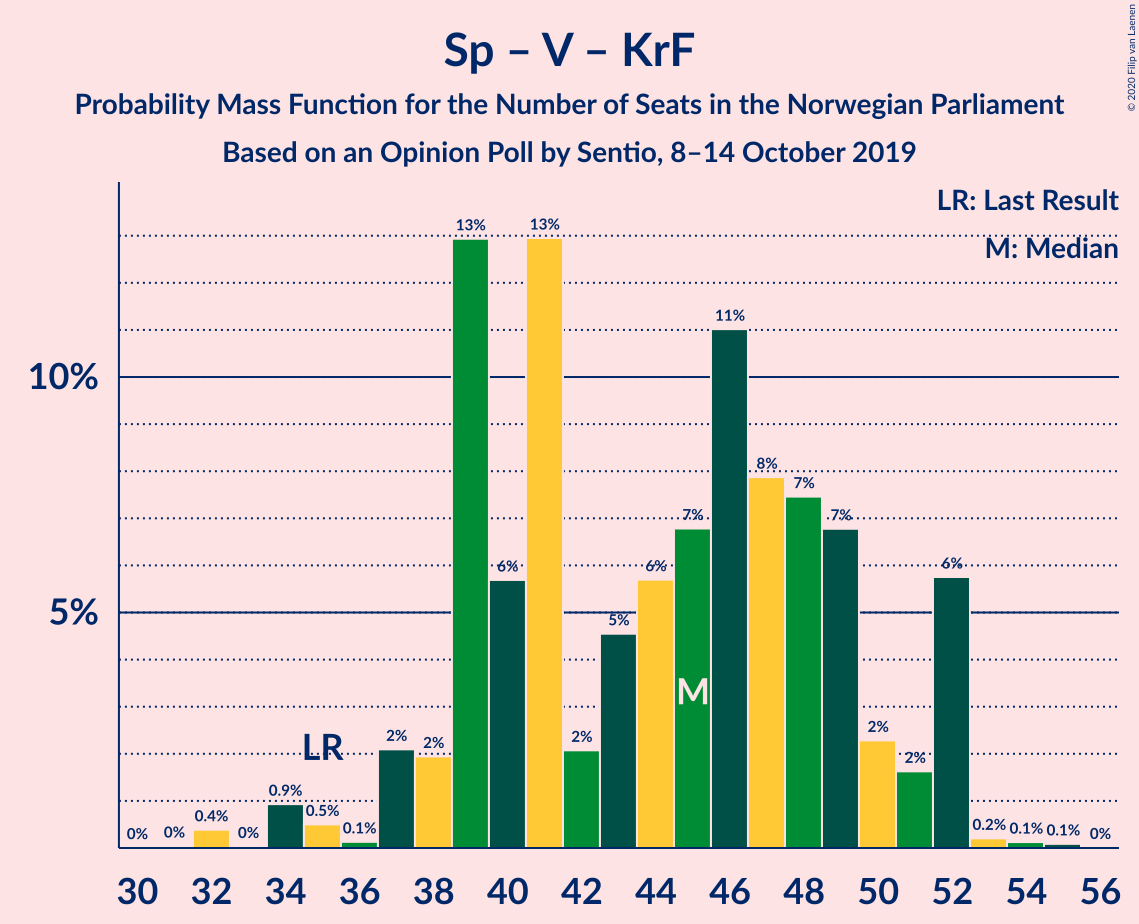 Sp – V – KrF
Probability Mass Function for the Number of Seats in the Norwegian Parliament
Based on an Opinion Poll by Sentio, 8–14 October 2019
© 2020 Filip van Laenen
LR: Last Result
M: Median
13% 13%
11%
10%
8%
7%
7% 7%
6% 6% 6%
5%
5%
M
LR
2% 2% 2% 2% 2%
0.9%
0.5%
0.4%
0% 0% 0% 0.1% 0.2% 0.1% 0.1% 0%
30 32 34 36 38 40 42 44 46 48 50 52 54 56